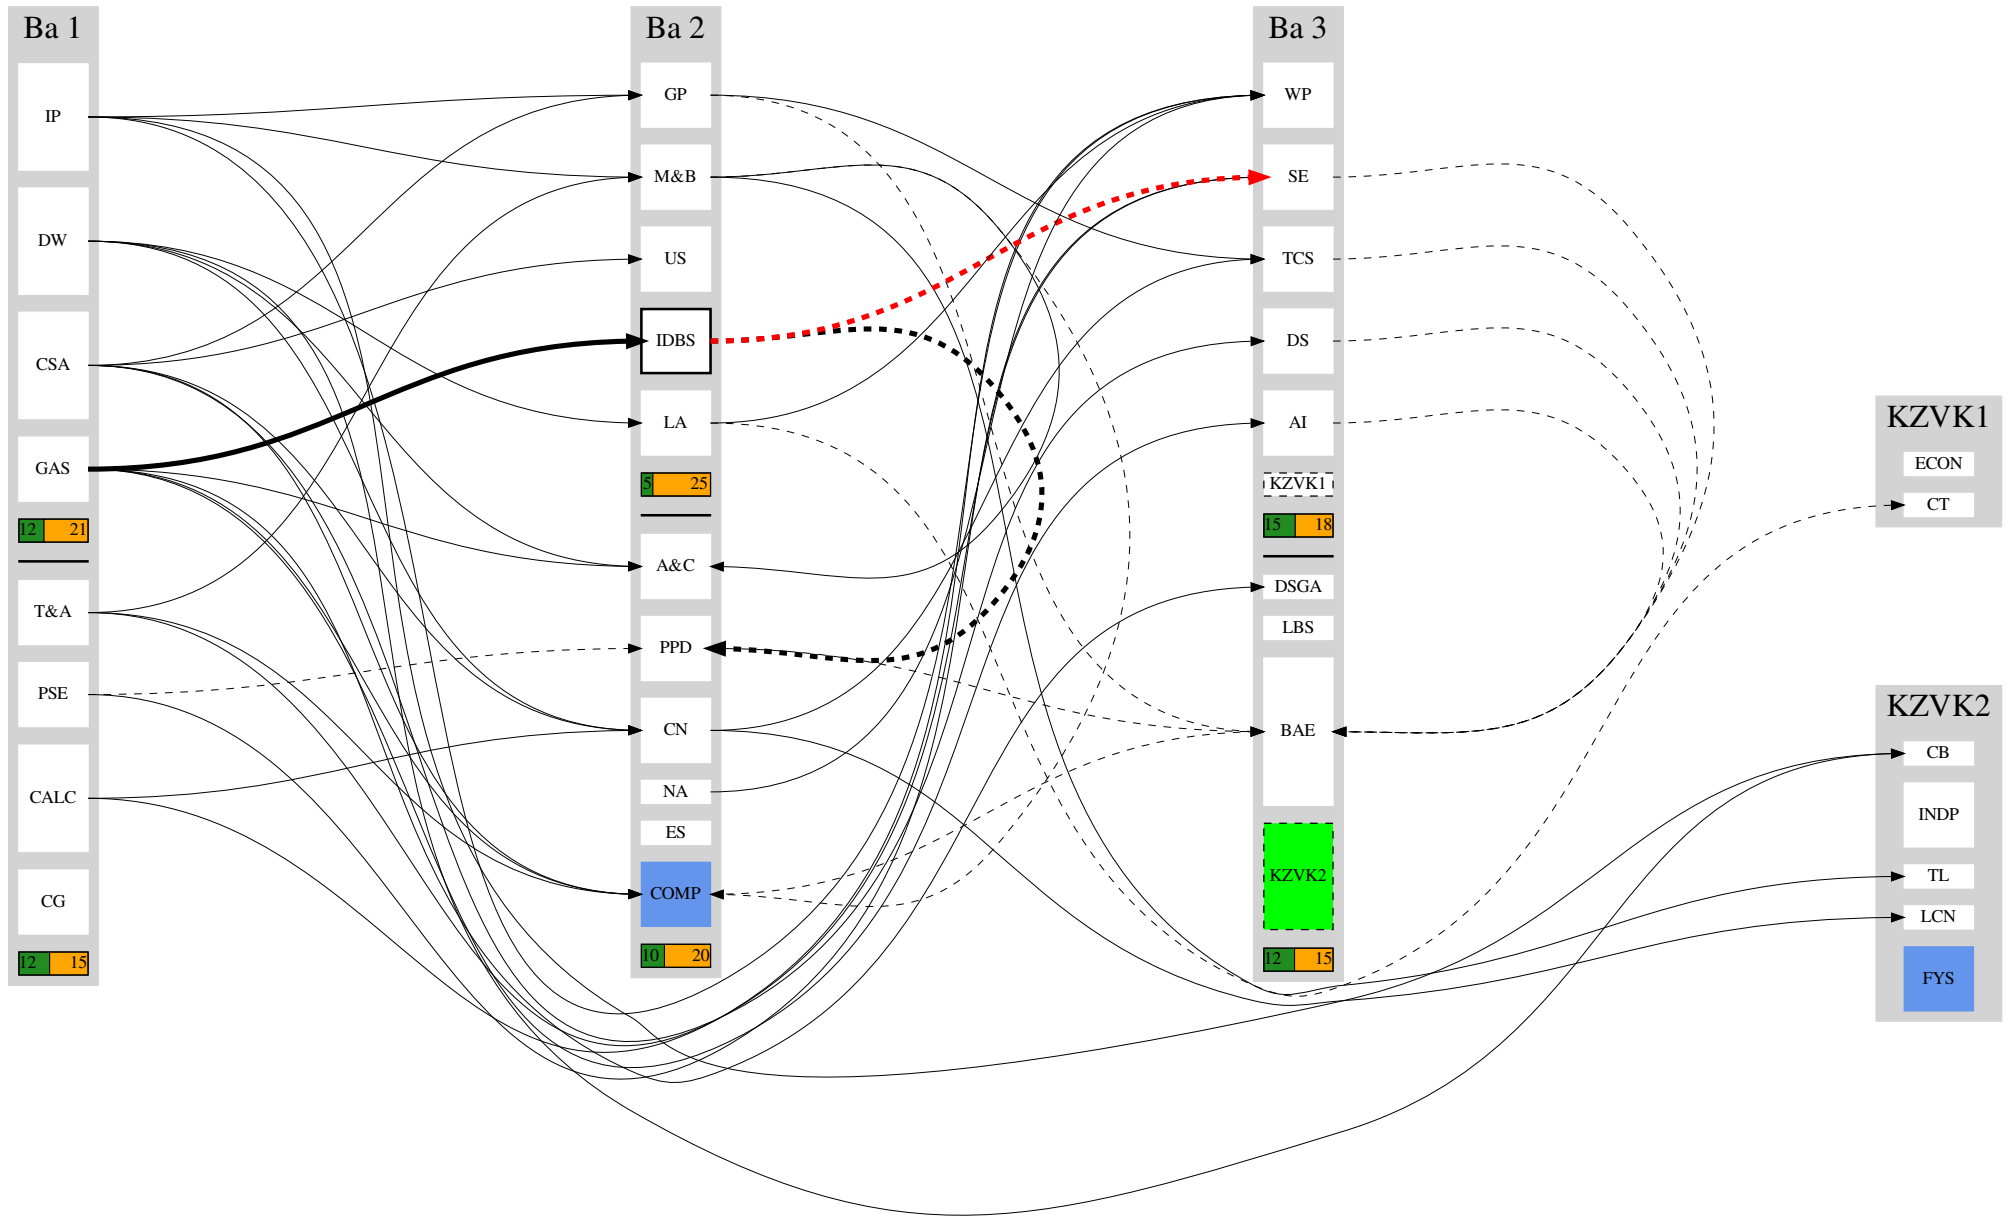 Ba 1
IP
DW
CSA
GAS
12 21
T&A
PSE
CALC
CG
12 15
Ba 2
GP
M&B
US
IDBS
LA
5 25
A&C
PPD
CN
NA
ES
COMP
10 20
Ba 3
WP
SE
TCS
DS
AI
KZVK1
15 18
DSGA
LBS
BAE
KZVK2
12 15
KZVK1
ECON
CT
KZVK2
CB
INDP
TL
LCN
FYS